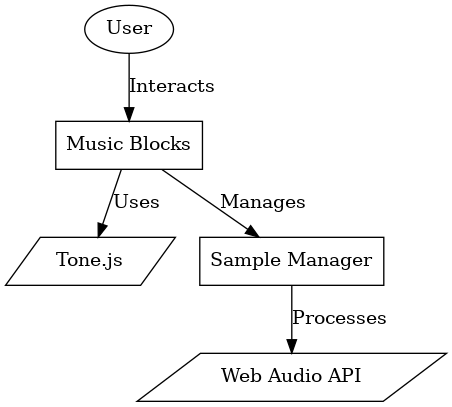 User
Interacts
Music Blocks
Uses
Manages
Tone.js
Sample Manager
Processes
Web Audio API